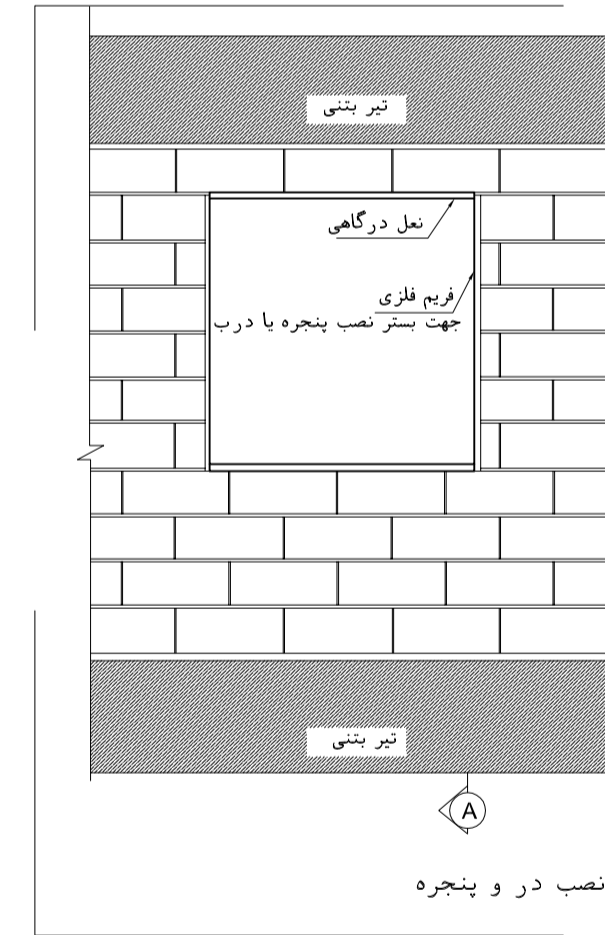 تیر بتنی
نعل درگاهی
فریم فلزی
جهت بستر نصب پنجره یا درب
تیر بتنی
A
نصب در و پنجره